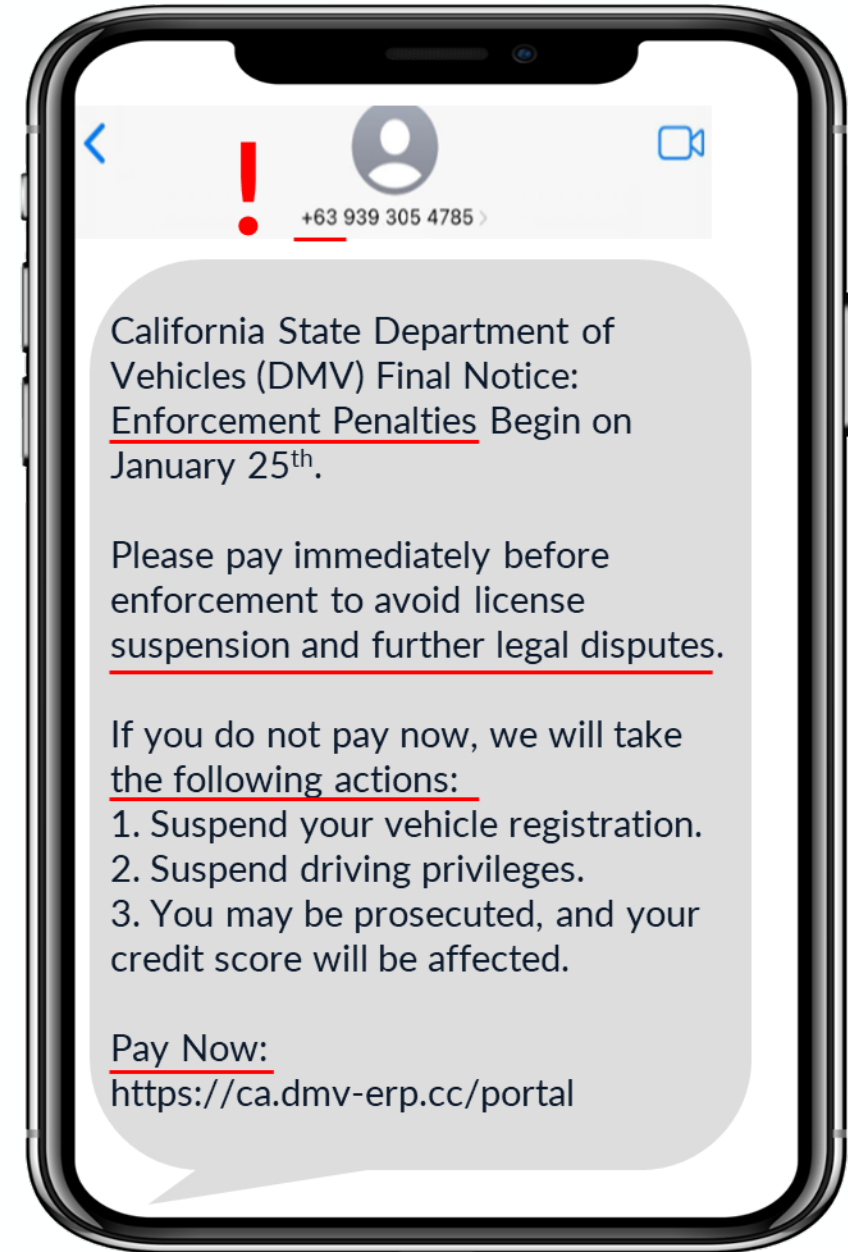 !
+63 939 305 4785 >
California State Department of
Vehicles (DMV) Final Notice:
Enforcement Penalties Begin on
January 25th.
Please pay immediately before
enforcement to avoid license
suspension and further legal disputes.
If you do not pay now, we will take
the following actions:
1. Suspend your vehicle registration.
2. Suspend driving privileges.
3. You may be prosecuted, and your
credit score will be affected.
Pay Now:
https://ca.dmv-erp.cc/portal